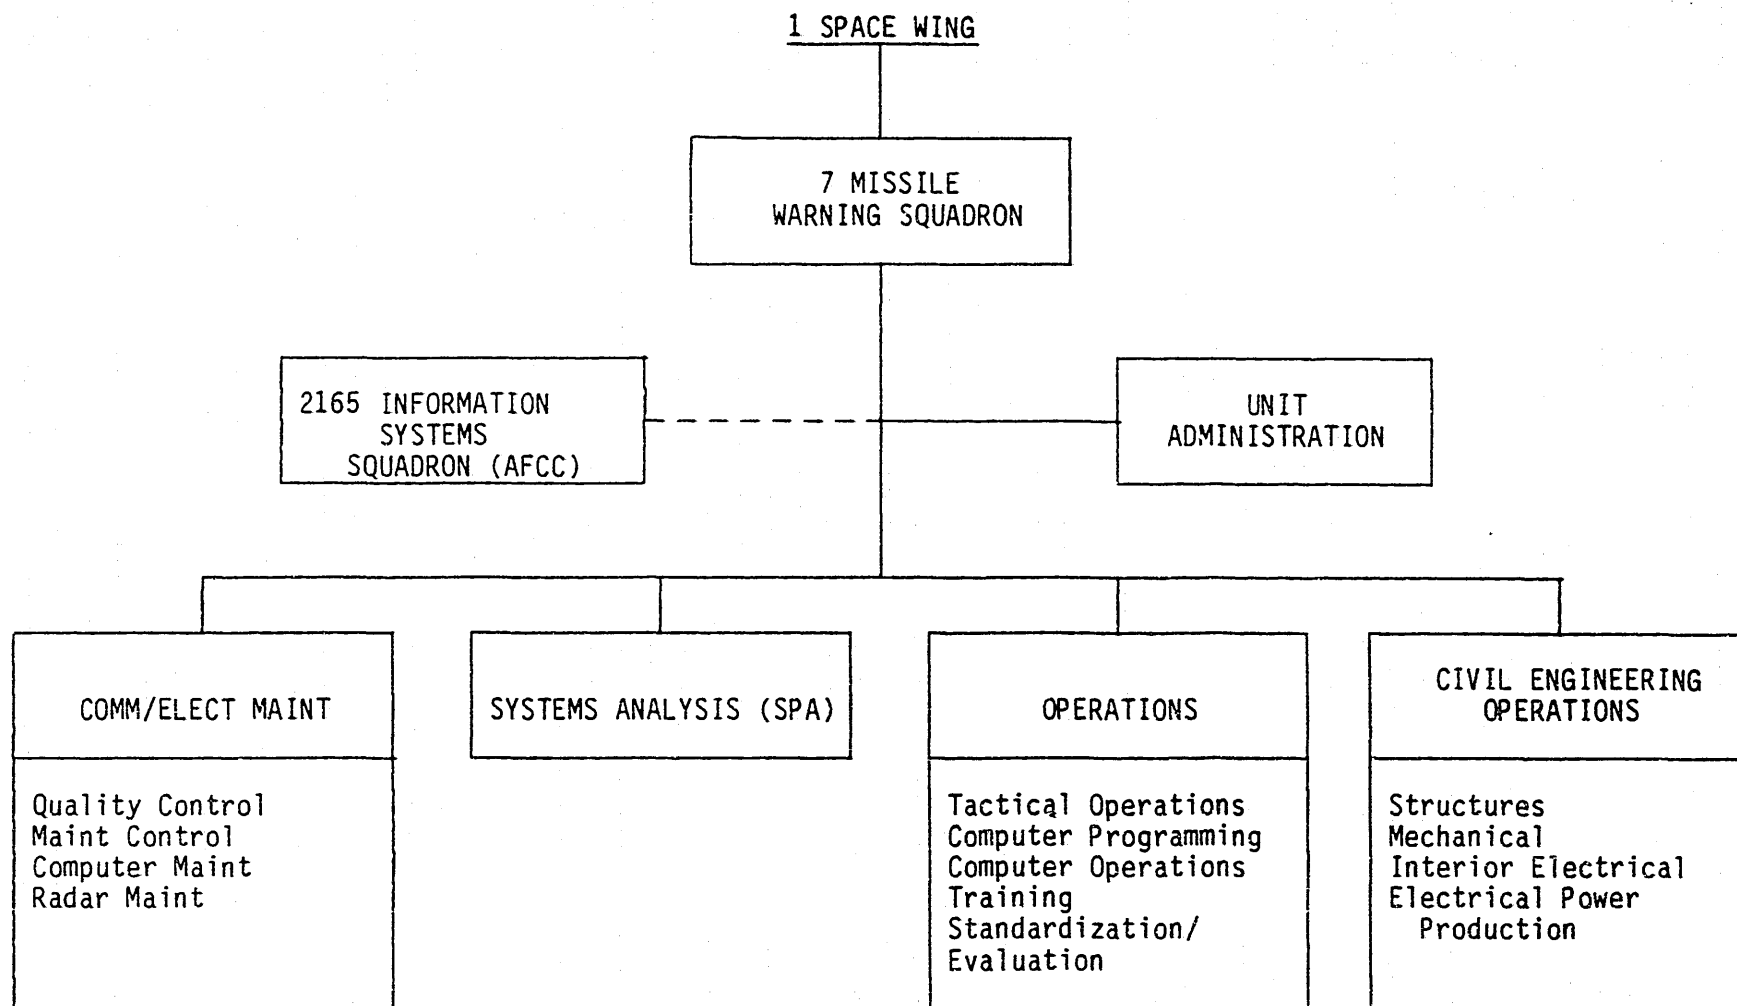 1 SPACE WING
7 MISSILE
WARNING SQUADRON
2165 INFORMATION
SYSTEMS
SQUADRON (AFCC)
UNIT
ADMINISTRATION
COMM/ELECT MAINT
Quality Control
Maint Control
Computer Maint
Radar Maint
SYSTEMS ANALYSIS (SPA)
OPERATIONS
Tactical Operations
Computer Programming
Computer Operations
Training
Standardization/
Evaluation
CIVIL ENGINEERING
OPERATIONS
Structures
Mechanical
Interior Electrical
Electrical Power
Production